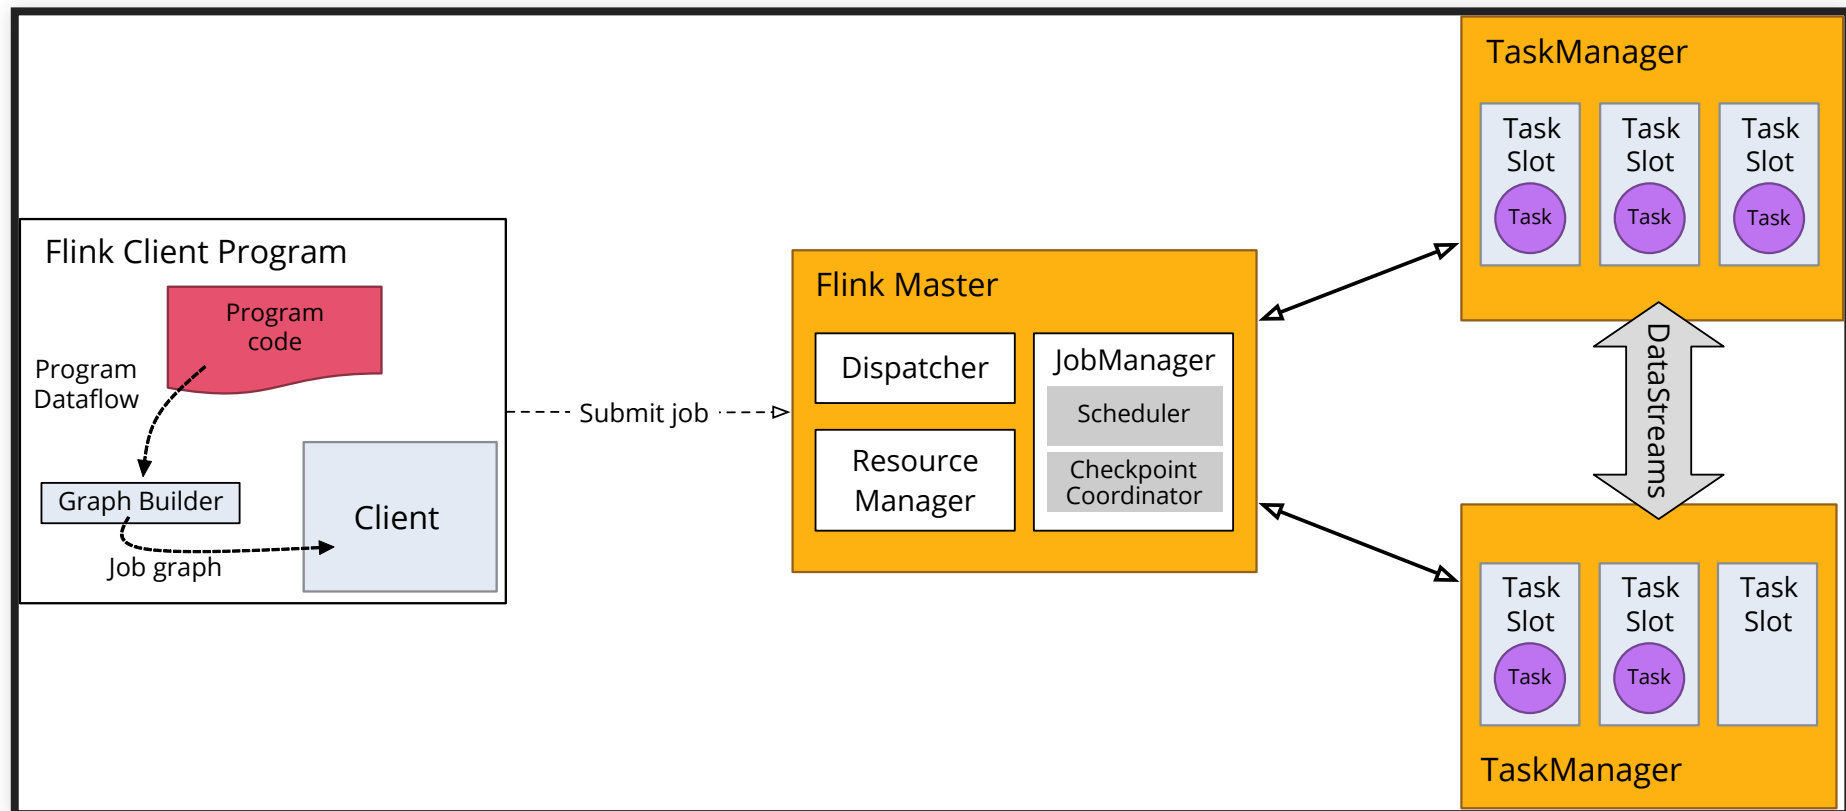 Flink Client Program
Program
code
Program
Dataflow
Graph Builder
Job graph
Client
Submit job
Flink Master
Dispatcher
Resource
Manager
JobManager
Scheduler
Checkpoint
Coordinator
TaskManager
Task
Slot
Task
Task
Slot
Task
Task
Slot
Task
DataStreams
Task
Slot
Task
Task
Slot
Task
Task
Slot
TaskManager